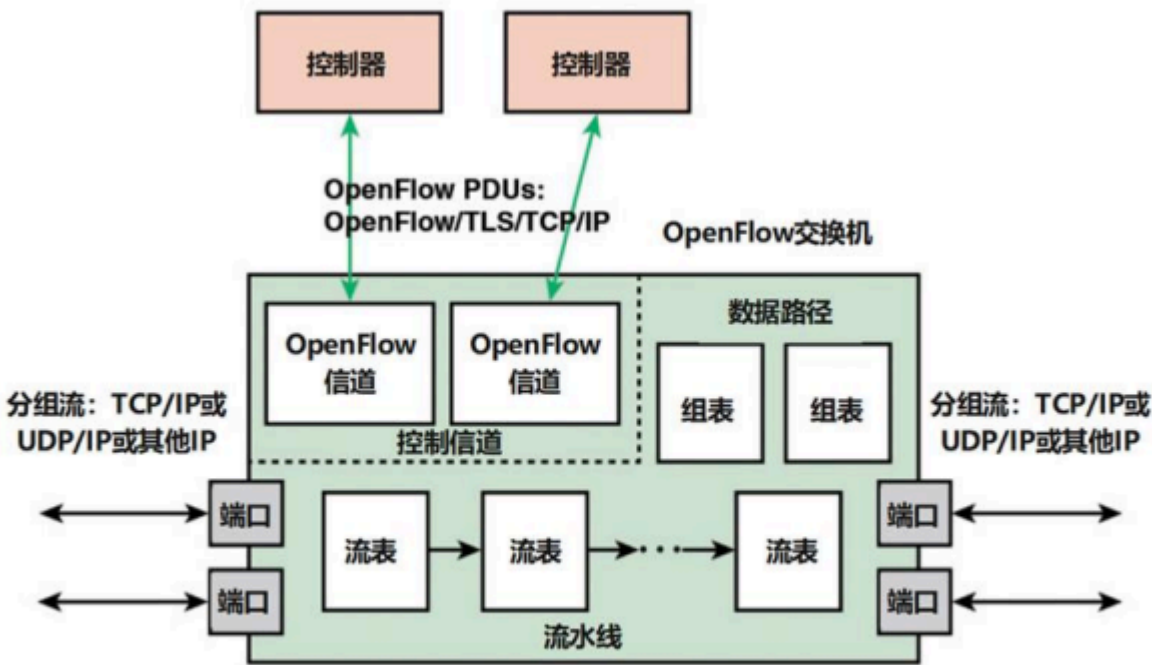 控制器
控制器
OpenFlow PDUs:
OpenFlow/TLS/TCP/IP
OpenFlow交换机
数据路径
OpenFlow
信道
OpenFlow
信道
控制信道
组表
组表
分组流：TCP/IP或
UDP/IP或其他IP
分组流：TCP/IP或
UDP/IP或其他IP
端口
端口
流表
流表
···
流表
端口
端口
流水线